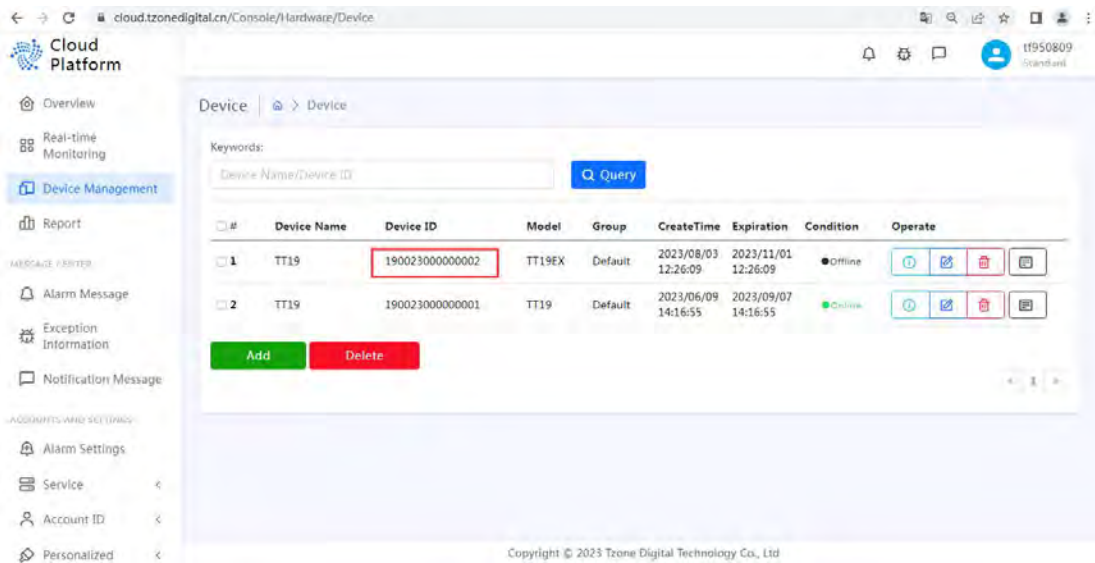 cloud.tzonedigital.cn/Console/Hardware/Device
Cloud
Platform
tf950809
Standard
Overview
Real-time
Monitoring
Device Management
Report
MESSAGE CENTER
Alarm Message
Exception
Information
Notification Message
ACCOUNTS AND SETTINGS
Alarm Settings
Service
Account ID
Personalized
Device
> Device
Keywords:
Device Name/Device ID
Query
# Device Name Device ID Model Group CreateTime Expiration Condition Operate
1 TT19 190023000000002 TT19EX Default 2023/08/03 12:26:09 2023/11/01 12:26:09 Offline
2 TT19 190023000000001 TT19 Default 2023/06/09 14:16:55 2023/09/07 14:16:55 Online
Add Delete
< 1 >
Copyright © 2023 Tzone Digital Technology Co., Ltd